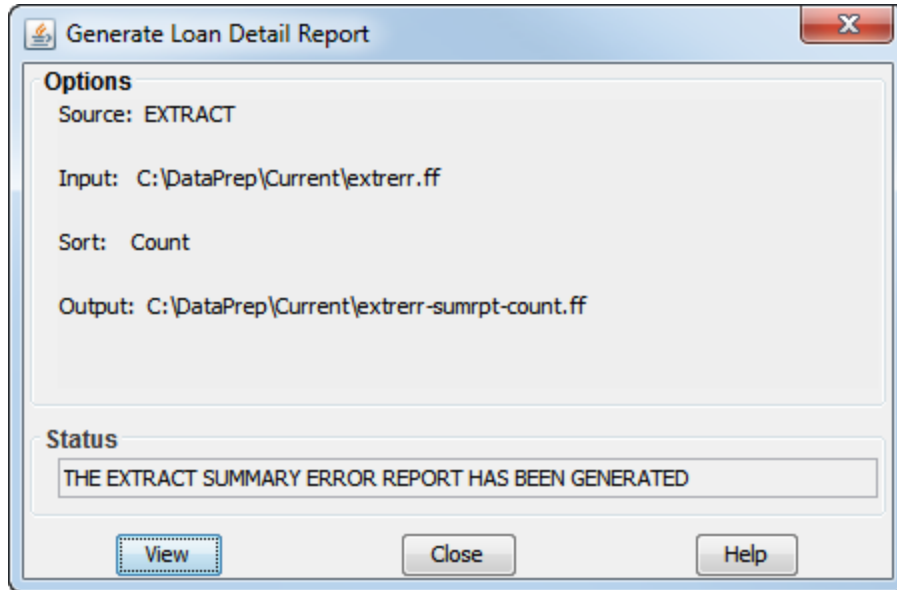 Generate Loan Detail Report
Options
Source: EXTRACT
Input: C:\DataPrep\Current\extrerr.ff
Sort: Count
Output: C:\DataPrep\Current\extrerr-sumrpt-count.ff
Status
THE EXTRACT SUMMARY ERROR REPORT HAS BEEN GENERATED
View Close Help